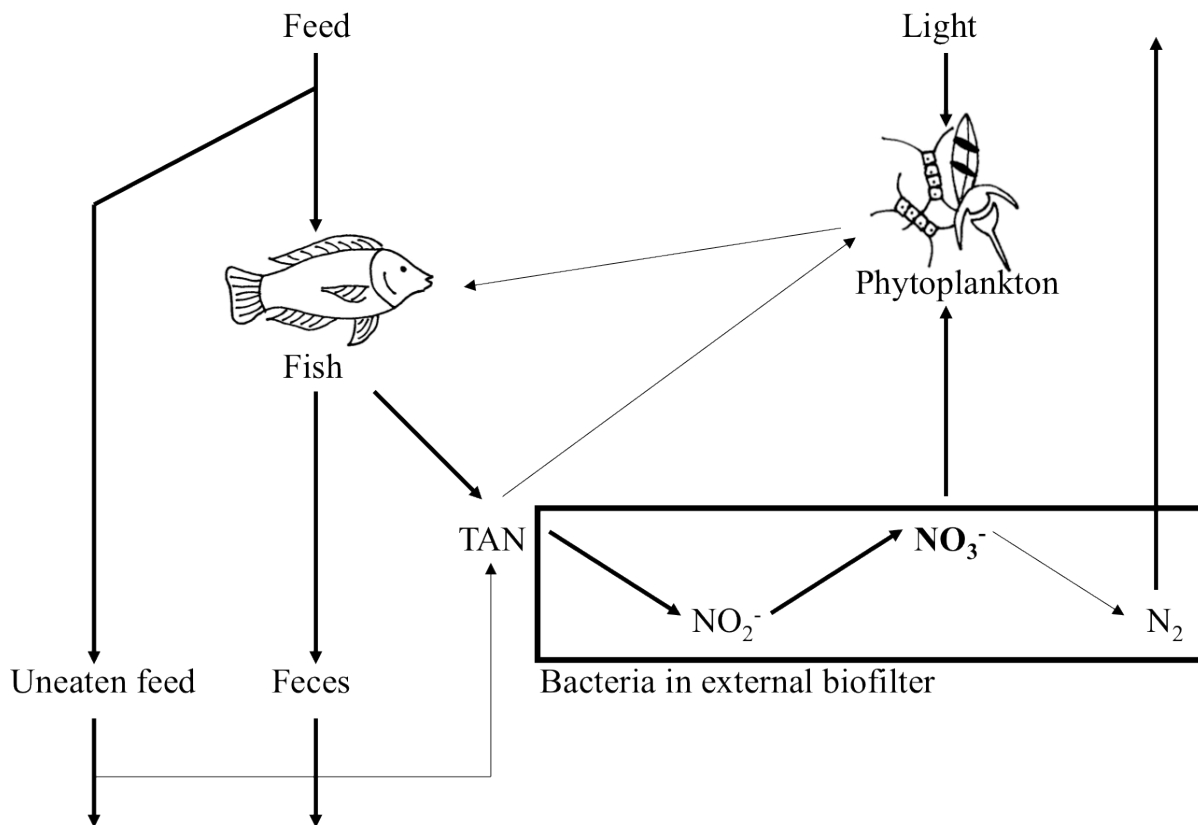 Feed
Light
Phytoplankton
Fish
TAN
NO₃⁻
NO₂⁻
N₂
Uneaten feed
Feces
Bacteria in external biofilter